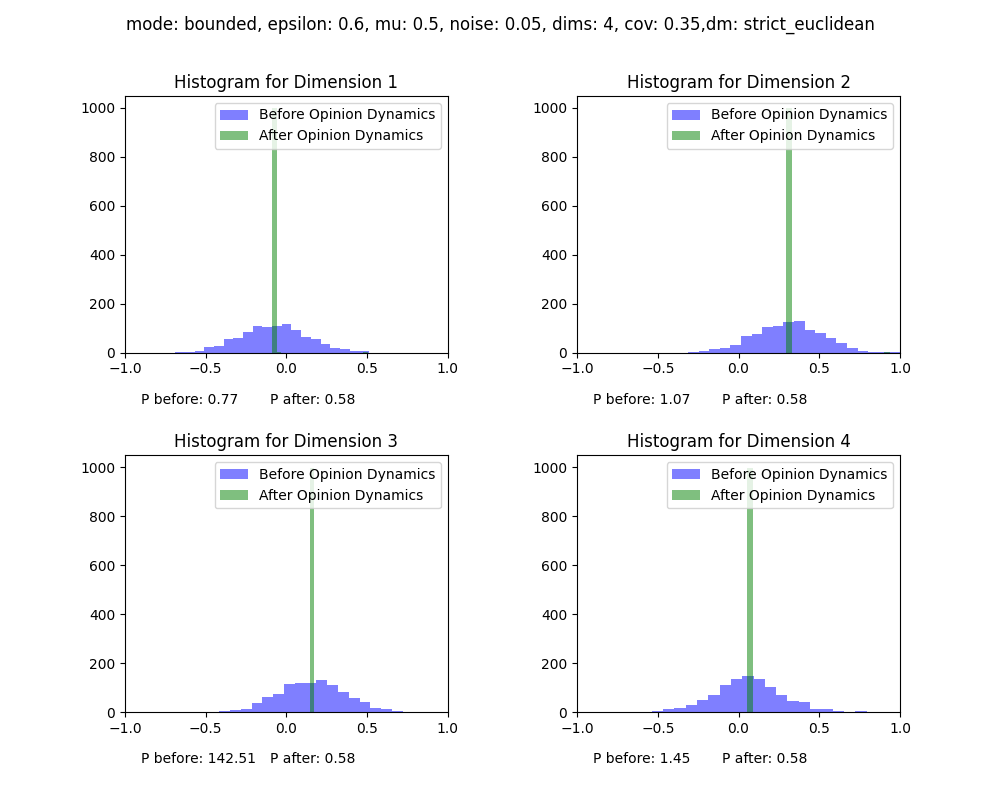 mode: bounded, epsilon: 0.6, mu: 0.5, noise: 0.05, dims: 4, cov: 0.35,dm: strict_euclidean
Histogram for Dimension 1
Before Opinion Dynamics
After Opinion Dynamics
1000
800
600
400
200
0
−1.0 −0.5 0.0 0.5 1.0
P before: 0.77 P after: 0.58
Histogram for Dimension 2
Before Opinion Dynamics
After Opinion Dynamics
1000
800
600
400
200
0
−1.0 −0.5 0.0 0.5 1.0
P before: 1.07 P after: 0.58
Histogram for Dimension 3
Before Opinion Dynamics
After Opinion Dynamics
1000
800
600
400
200
0
−1.0 −0.5 0.0 0.5 1.0
P before: 142.51 P after: 0.58
Histogram for Dimension 4
Before Opinion Dynamics
After Opinion Dynamics
1000
800
600
400
200
0
−1.0 −0.5 0.0 0.5 1.0
P before: 1.45 P after: 0.58